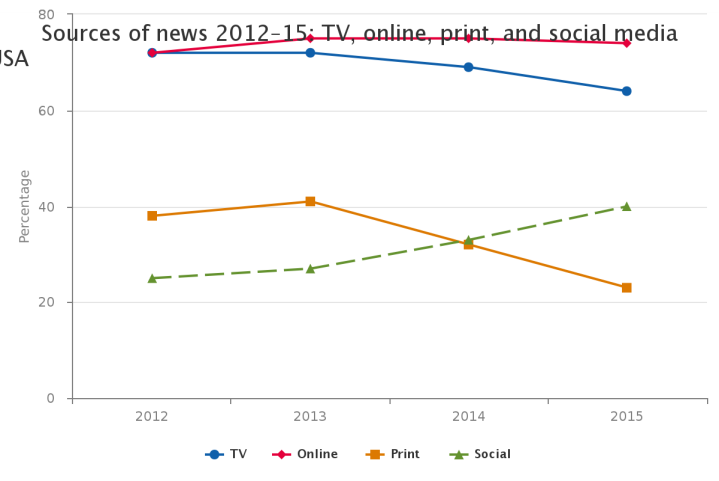 Sources of news 2012-15: TV, online, print, and social media
USA
80
60
40
20
0
Percentage
2012 2013 2014 2015
TV Online Print Social